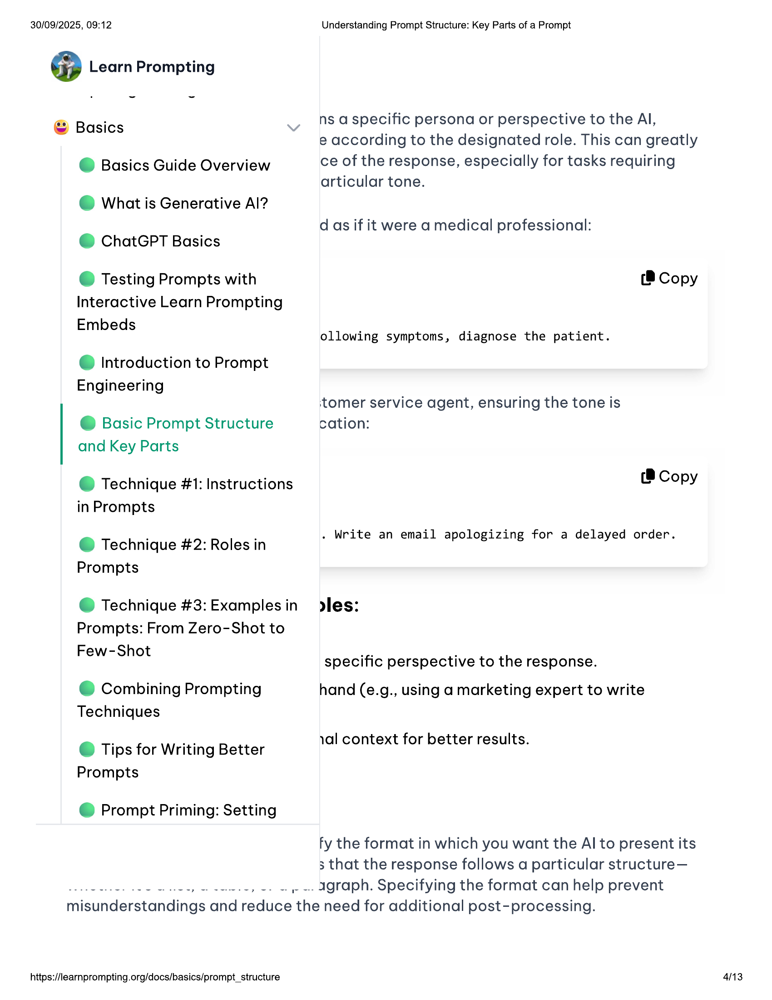 30/09/2025, 09:12
Understanding Prompt Structure: Key Parts of a Prompt
Learn Prompting
Basics
Basics Guide Overview
What is Generative AI?
ChatGPT Basics
Testing Prompts with
Interactive Learn Prompting
Embeds
Introduction to Prompt
Engineering
Basic Prompt Structure
and Key Parts
Technique #1: Instructions
in Prompts
Technique #2: Roles in
Prompts
Technique #3: Examples in
Prompts: From Zero-Shot to
Few-Shot
Combining Prompting
Techniques
Tips for Writing Better
Prompts
Prompt Priming: Setting
ns a specific persona or perspective to the AI,
e according to the designated role. This can greatly
ce of the response, especially for tasks requiring
articular tone.
d as if it were a medical professional:
Copy
ollowing symptoms, diagnose the patient.
stomer service agent, ensuring the tone is
cation:
Copy
. Write an email apologizing for a delayed order.
ples:
specific perspective to the response.
hand (e.g., using a marketing expert to write
nal context for better results.
fy the format in which you want the AI to present its
s that the response follows a particular structure—
agraph. Specifying the format can help prevent
misunderstandings and reduce the need for additional post-processing.
https://learnprompting.org/docs/basics/prompt_structure
4/13